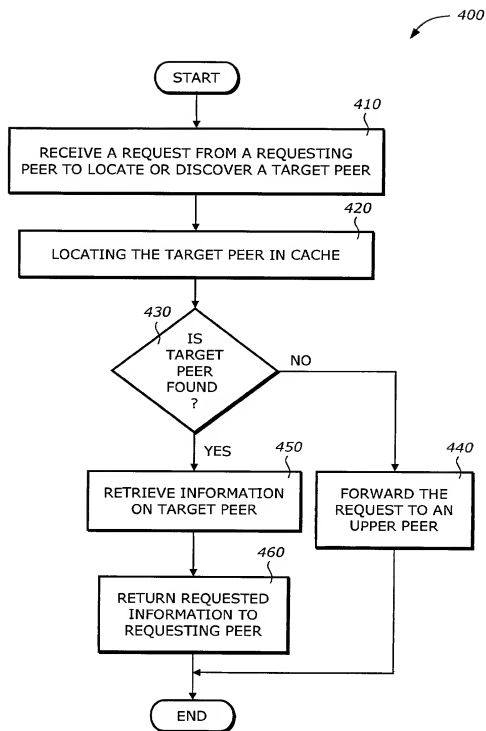 400
START
410
RECEIVE A REQUEST FROM A REQUESTING
PEER TO LOCATE OR DISCOVER A TARGET PEER
420
LOCATING THE TARGET PEER IN CACHE
430
IS
TARGET
PEER
FOUND
?
NO
YES
450
RETRIEVE INFORMATION
ON TARGET PEER
440
FORWARD THE
REQUEST TO AN
UPPER PEER
460
RETURN REQUESTED
INFORMATION TO
REQUESTING PEER
END